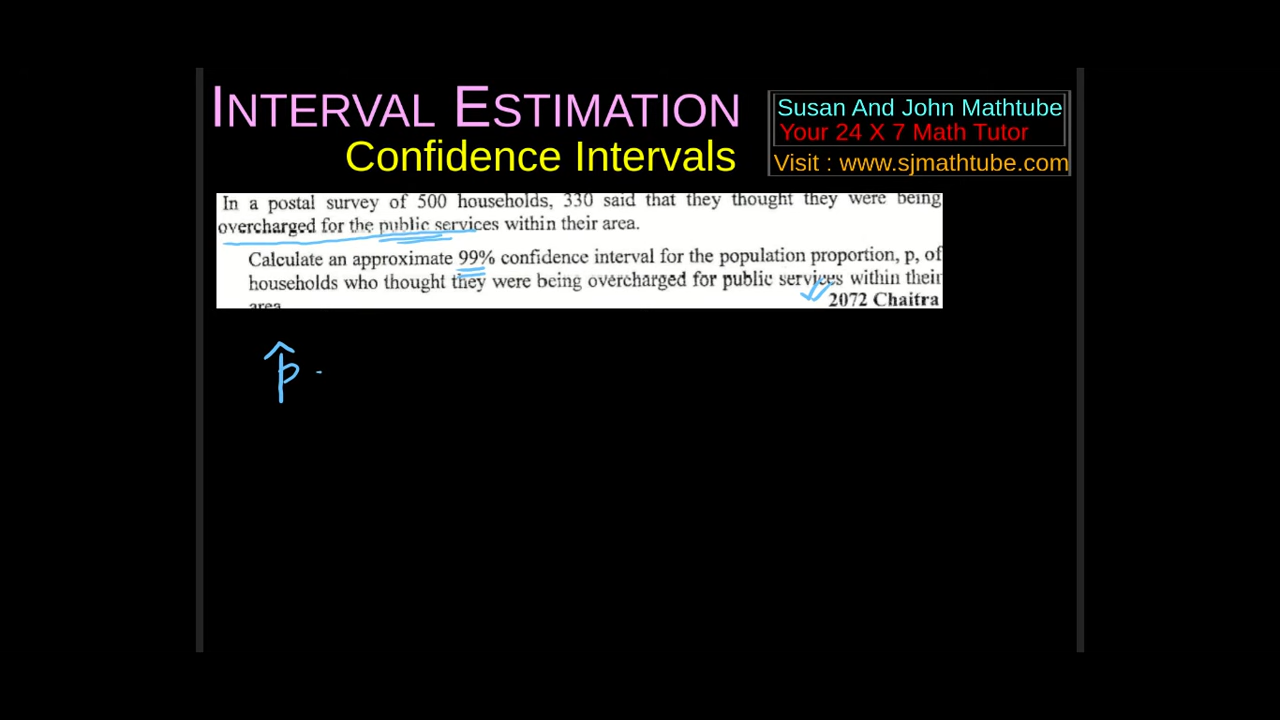 INTERVAL ESTIMATION
Confidence Intervals
Susan And John Mathtube
Your 24 X 7 Math Tutor
Visit : www.sjmathtube.com
In a postal survey of 500 households, 330 said that they thought they were being
overcharged for the public services within their area.
Calculate an approximate 99% confidence interval for the population proportion, p, of
households who thought they were being overcharged for public services within their
area
2072 Chaitra
p̂ -